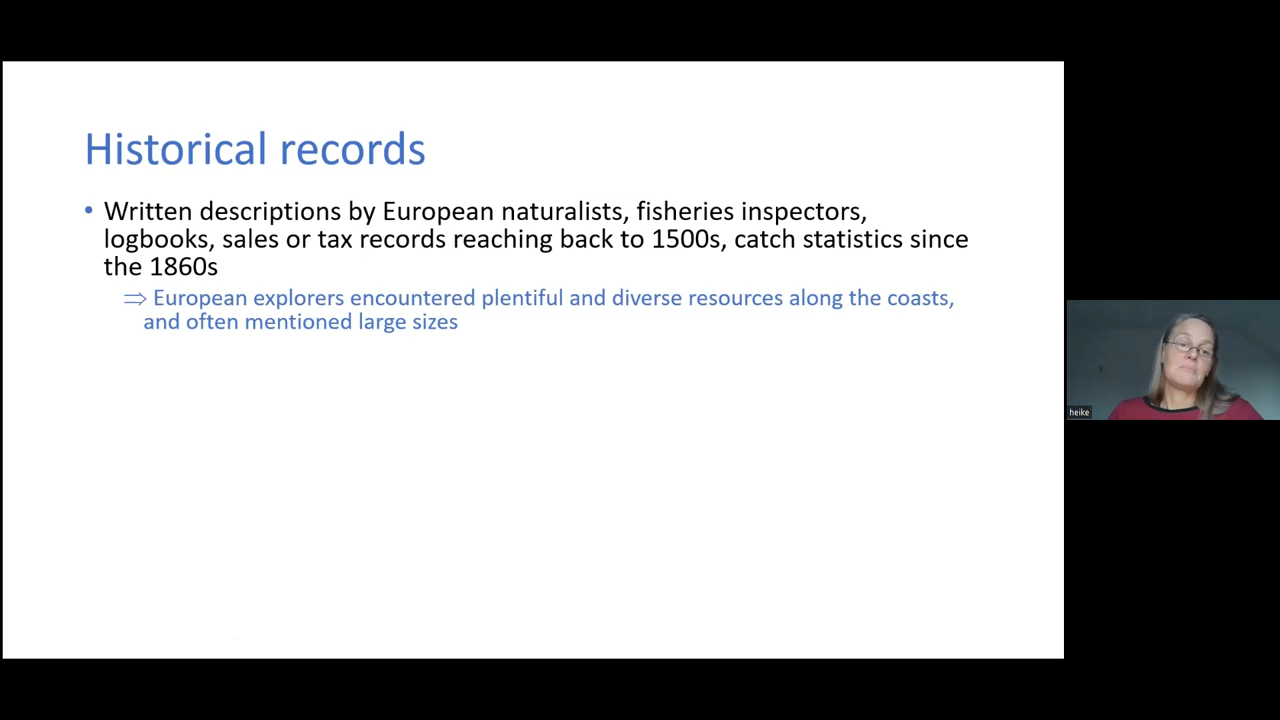 Historical records
• Written descriptions by European naturalists, fisheries inspectors,
logbooks, sales or tax records reaching back to 1500s, catch statistics since
the 1860s
⇒ European explorers encountered plentiful and diverse resources along the coasts,
and often mentioned large sizes
heike